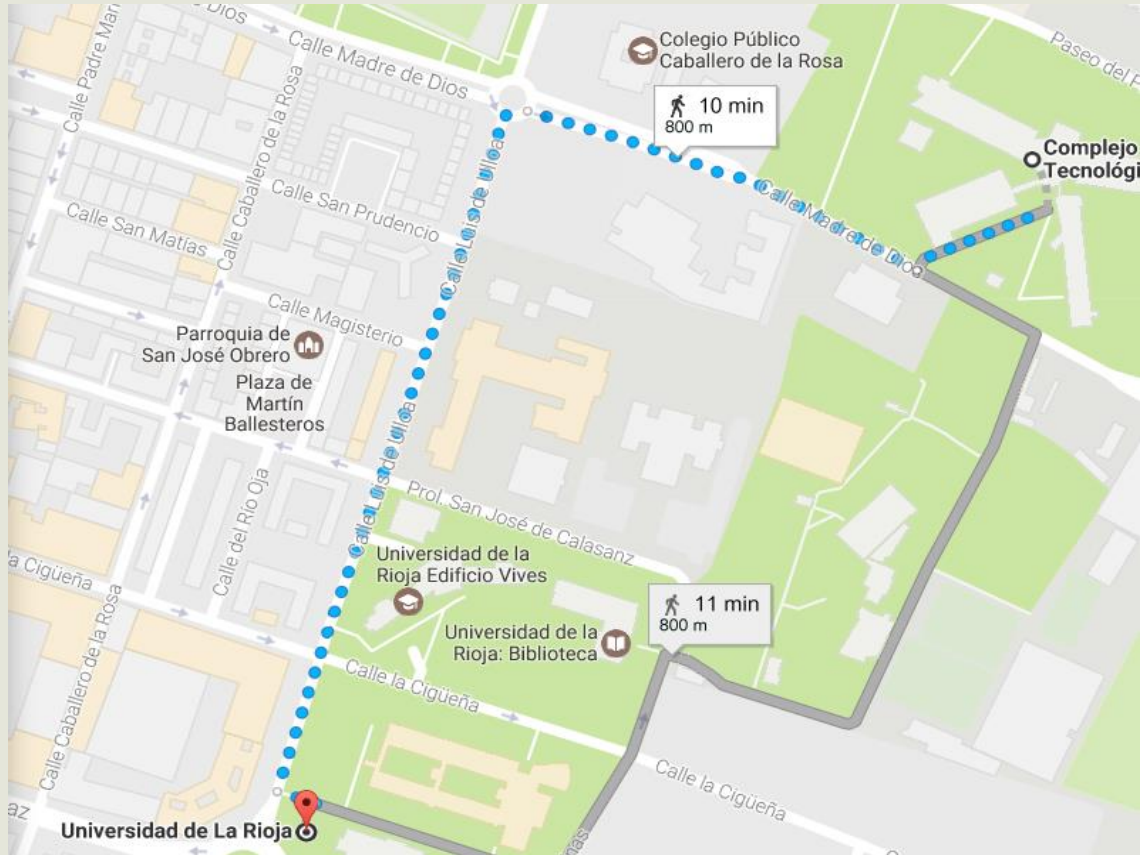 Dios
Calle Madre de Dios
Colegio Público
Caballero de la Rosa
Calle Padre Mar
Calle Caballero de la Rosa
10 min
800 m
Complejo
Tecnológi
Calle Luis de Ulloa
Calle San Prudencio
Calle Madre de Dios
Calle San Matías
Calle Magisterio
Parroquia de
San José Obrero
Plaza de
Martín
Ballesteros
Calle Luis de Ulloa
Calle del Río Oja
Prol. San José de Calasanz
la Cigüeña
Universidad de la
Rioja Edificio Vives
11 min
800 m
Universidad de la
Rioja: Biblioteca
Calle Caballero de la Rosa
Calle la Cigüeña
Calle la Cigüeña
az
Universidad de La Rioja